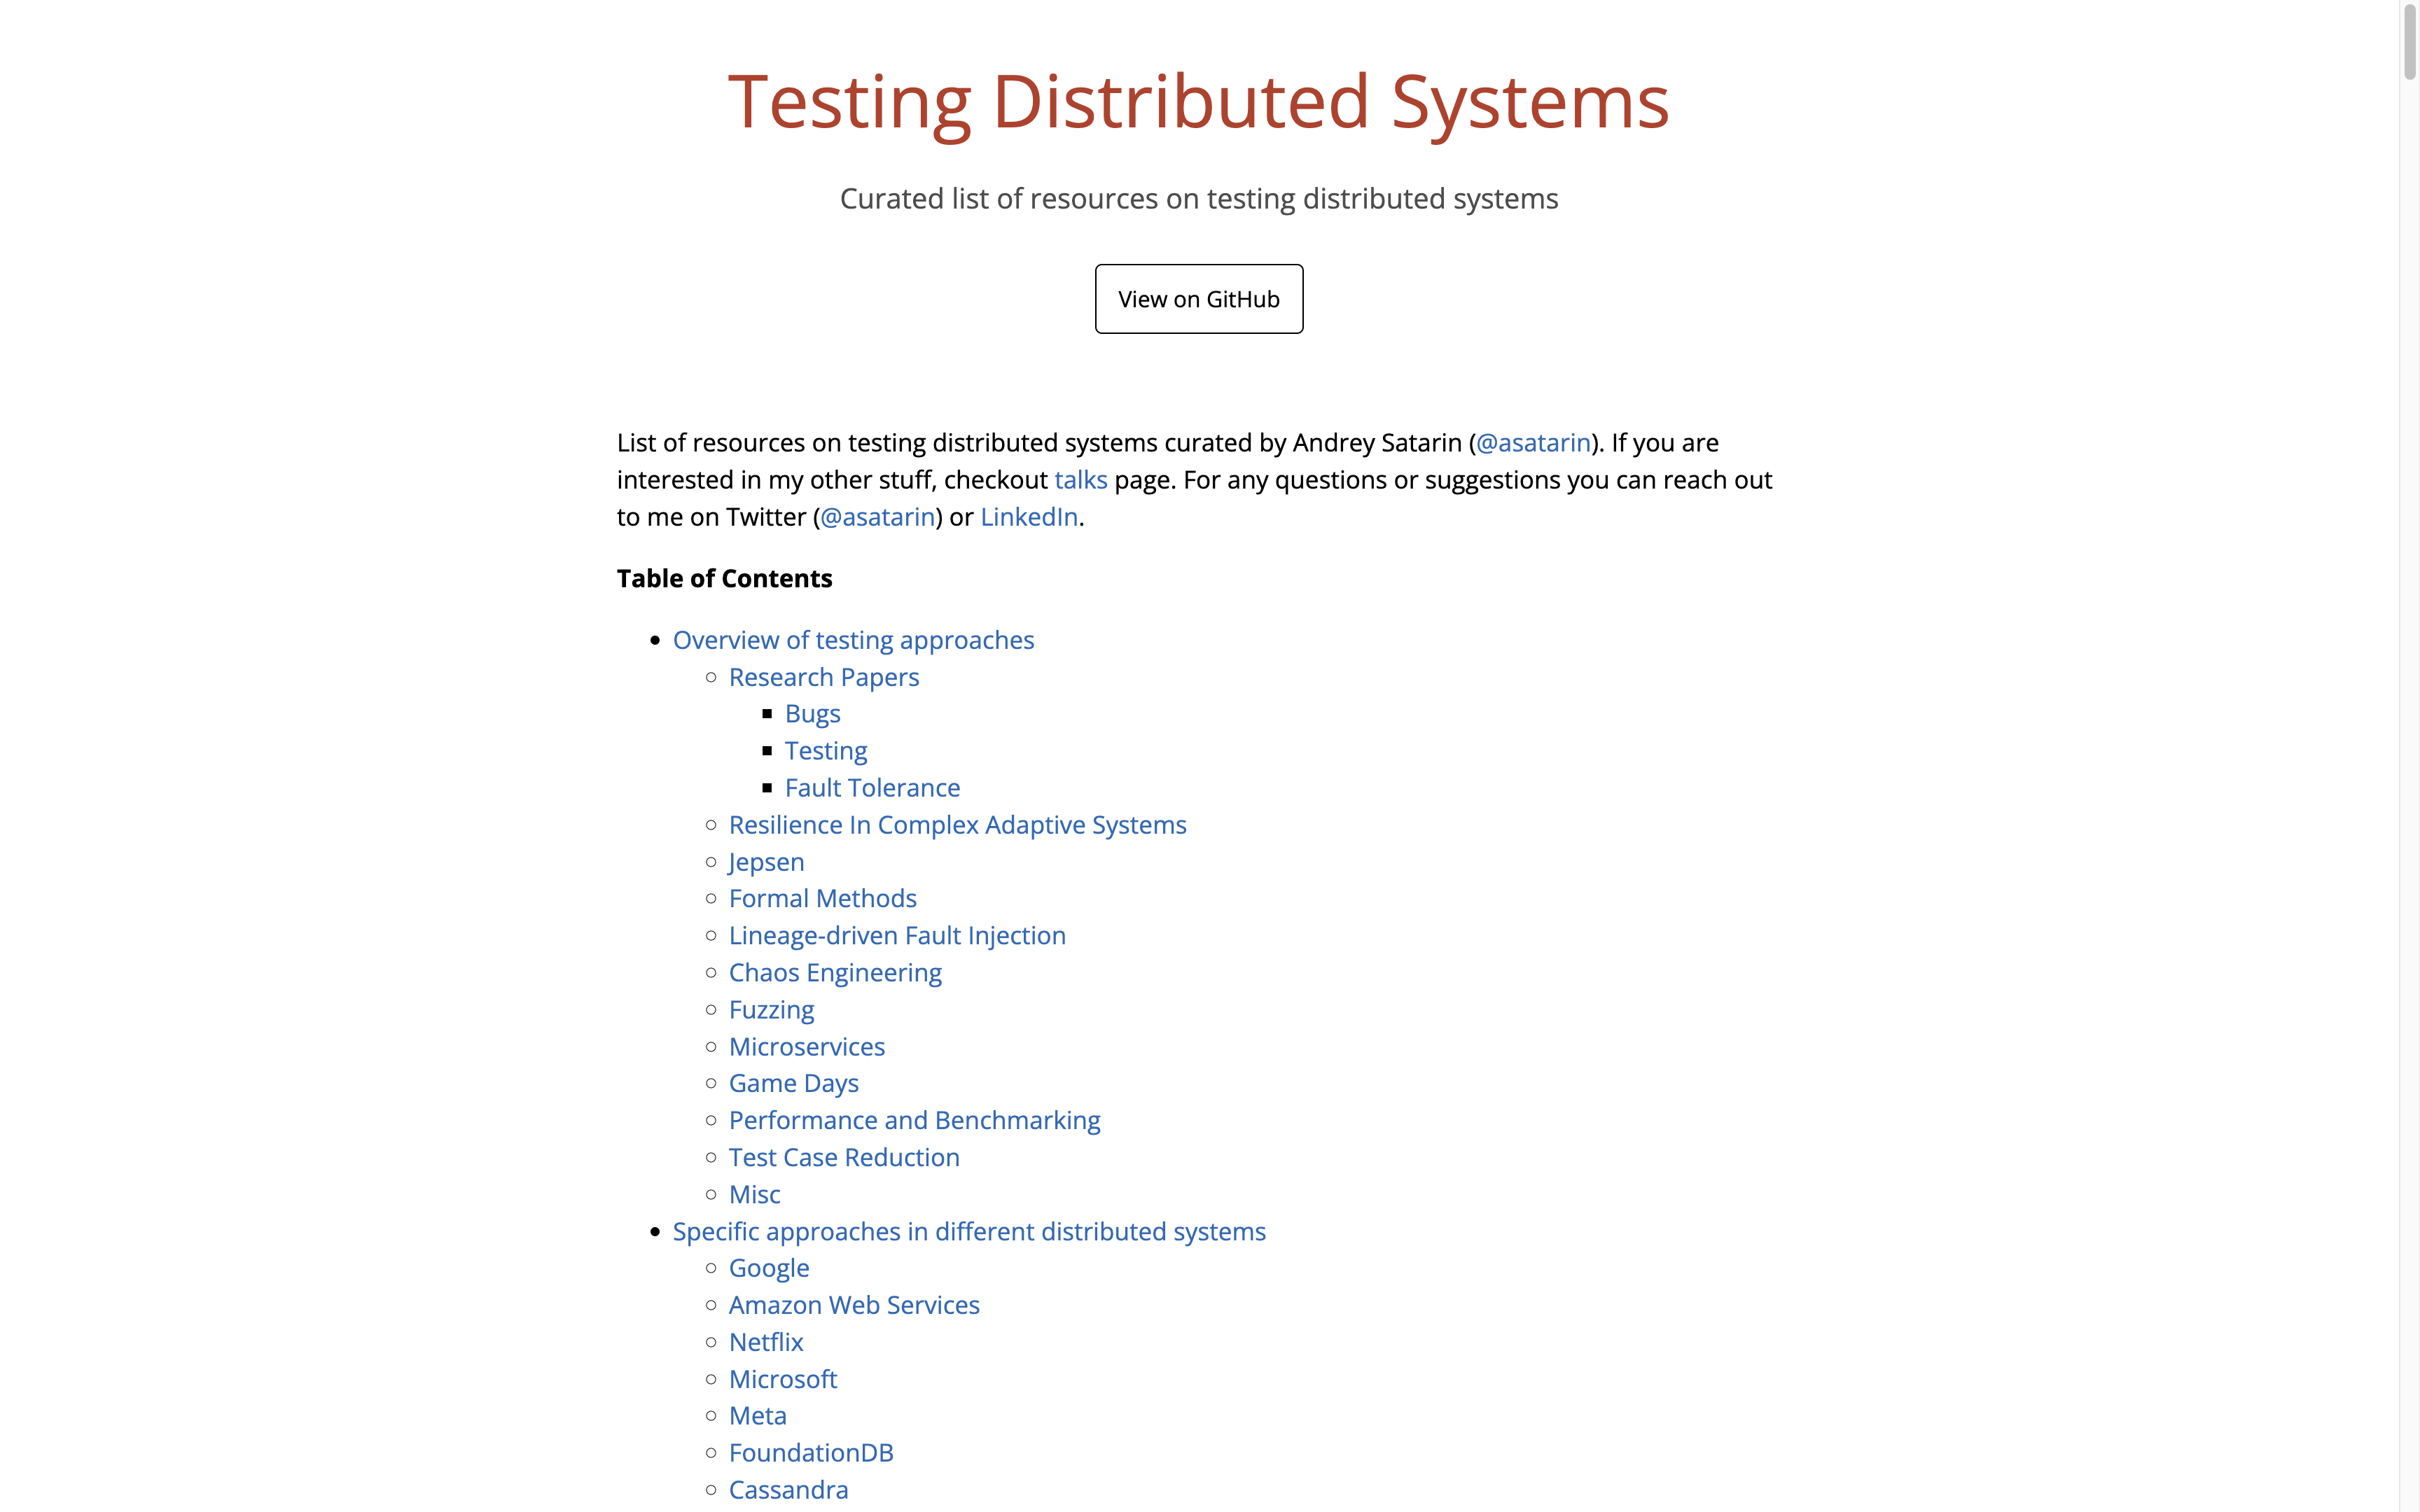 Testing Distributed Systems
Curated list of resources on testing distributed systems
View on GitHub
List of resources on testing distributed systems curated by Andrey Satarin (@asatarin). If you are
interested in my other stuff, checkout talks page. For any questions or suggestions you can reach out
to me on Twitter (@asatarin) or LinkedIn.
Table of Contents
Overview of testing approaches
Research Papers
Bugs
Testing
Fault Tolerance
Resilience In Complex Adaptive Systems
Jepsen
Formal Methods
Lineage-driven Fault Injection
Chaos Engineering
Fuzzing
Microservices
Game Days
Performance and Benchmarking
Test Case Reduction
Misc
Specific approaches in different distributed systems
Google
Amazon Web Services
Netflix
Microsoft
Meta
FoundationDB
Cassandra